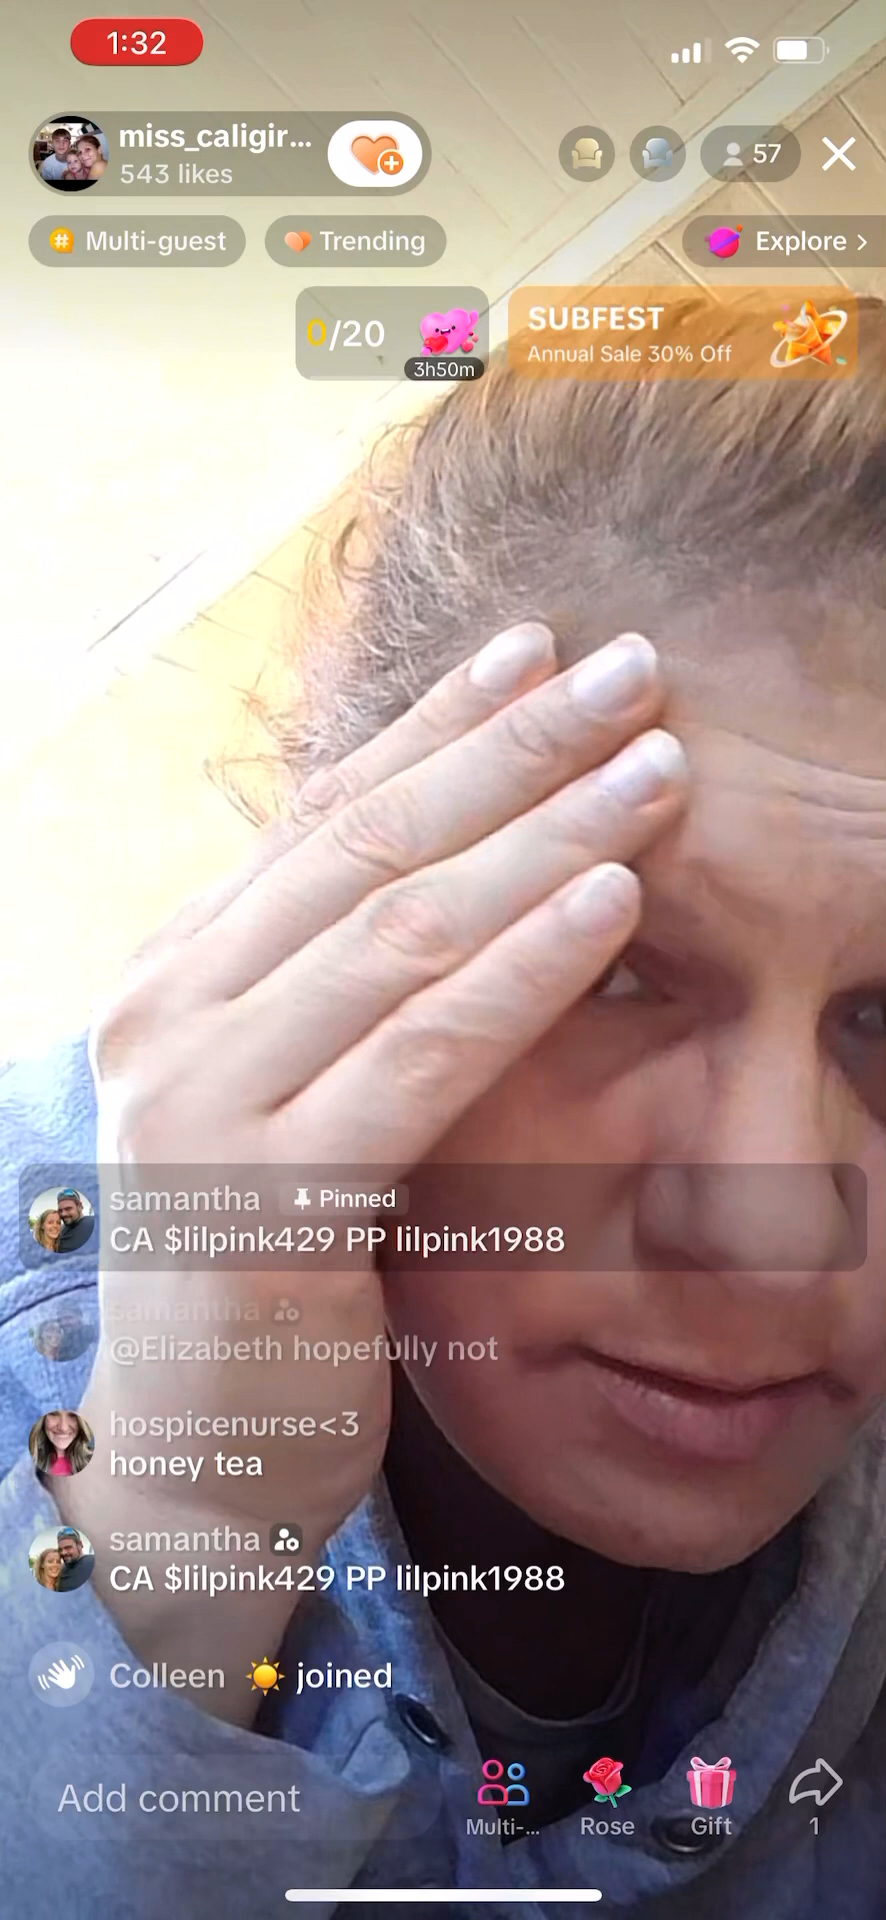 1:32
miss_caligir...
543 likes
57
Multi-guest
Trending
Explore >
0/20
3h50m
SUBFEST
Annual Sale 30% Off
samantha Pinned
CA $lilpink429 PP lilpink1988
samantha
@Elizabeth hopefully not
hospicenurse<3
honey tea
samantha
CA $lilpink429 PP lilpink1988
Colleen ☀️ joined
Add comment
Multi-...
Rose
Gift
1